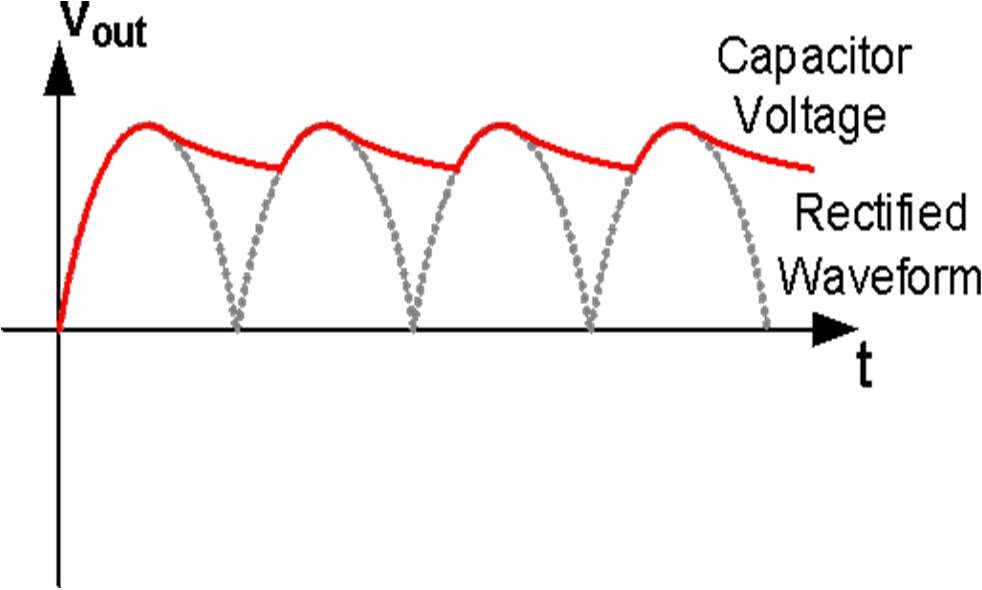 Vout
Capacitor
Voltage
Rectified
Waveform
t